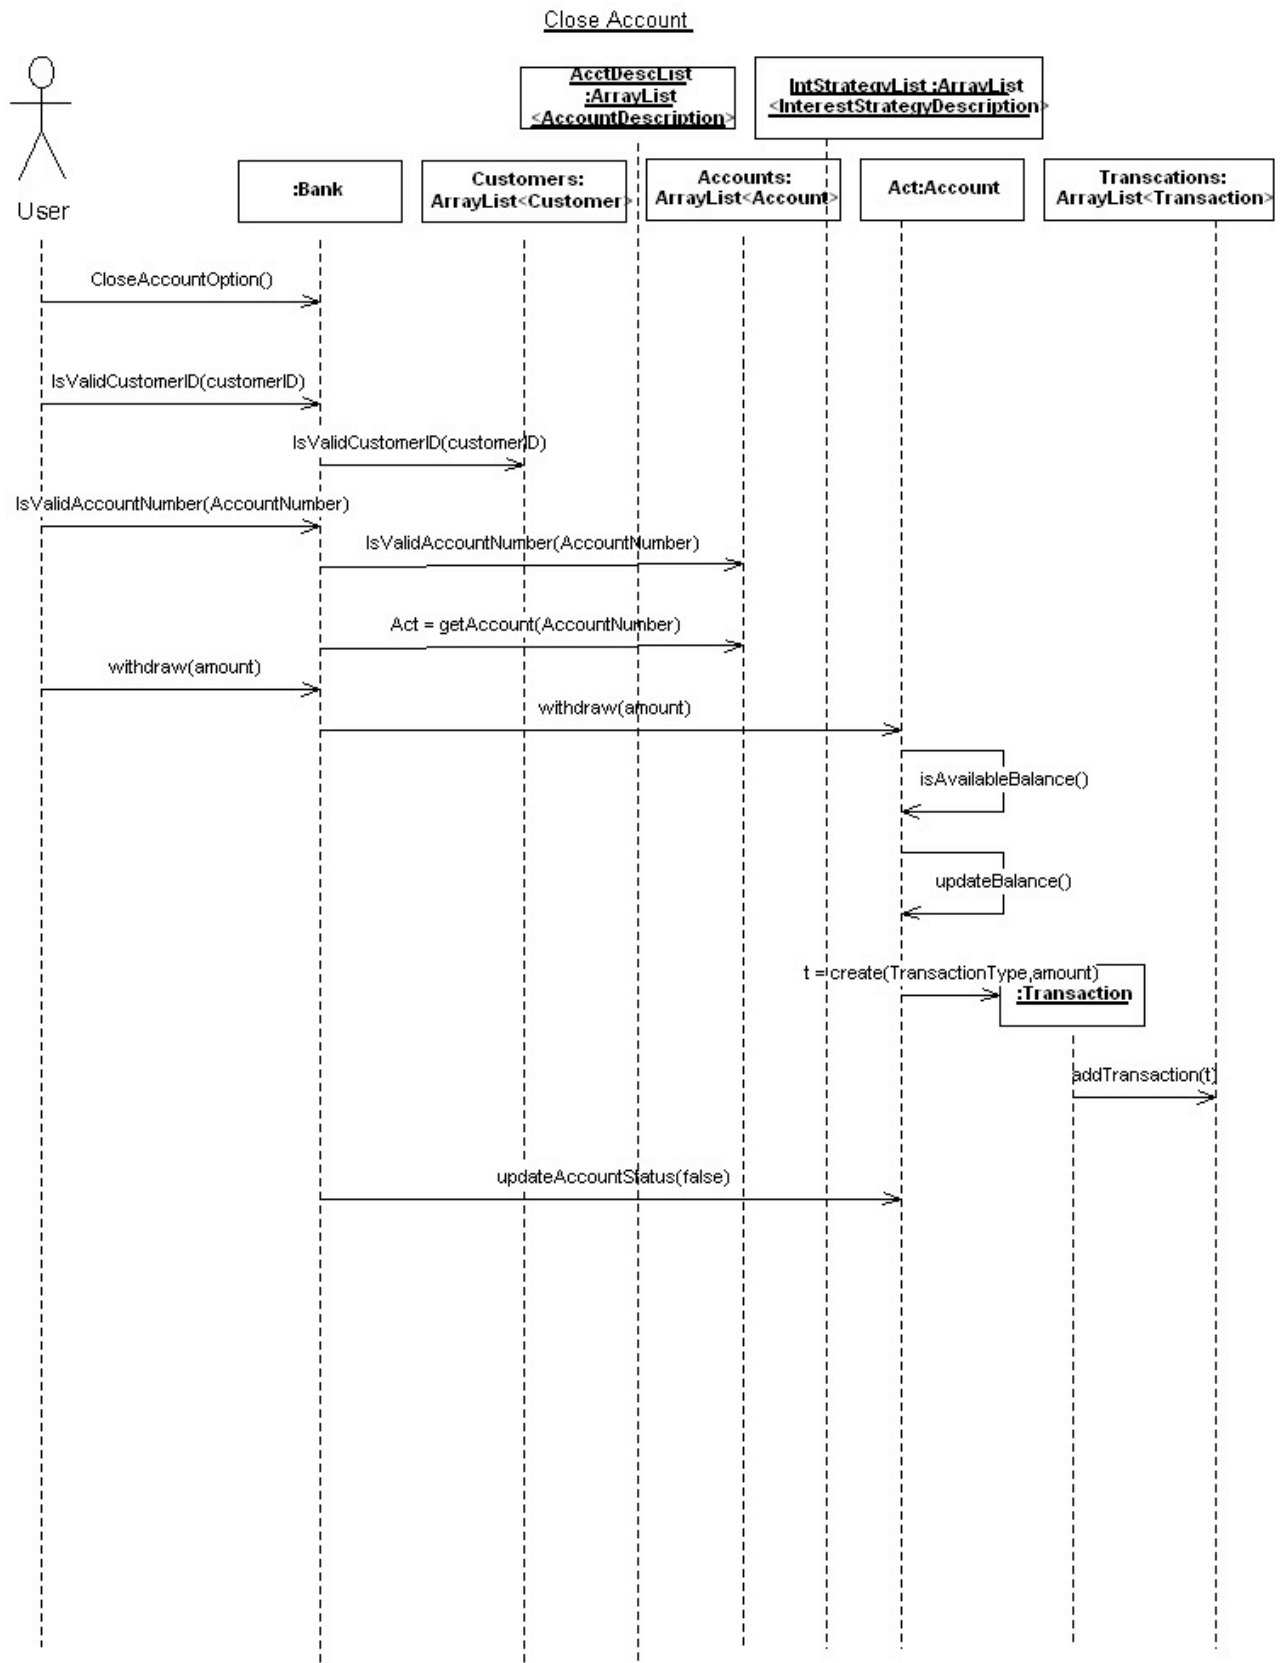 Close Account
AcctDescList
:ArrayList
<AccountDescription>
IntStrategyList :ArrayList
<InterestStrategyDescription>
User
:Bank
Customers:
ArrayList<Customer>
Accounts:
ArrayList<Account>
Act:Account
Transcations:
ArrayList<Transaction>
CloseAccountOption()
IsValidCustomerID(customerID)
IsValidCustomerID(customerID)
IsValidAccountNumber(AccountNumber)
IsValidAccountNumber(AccountNumber)
Act = getAccount(AccountNumber)
withdraw(amount)
withdraw(amount)
isAvailableBalance()
updateBalance()
t = create(TransactionType,amount)
:Transaction
addTransaction(t)
updateAccountStatus(false)